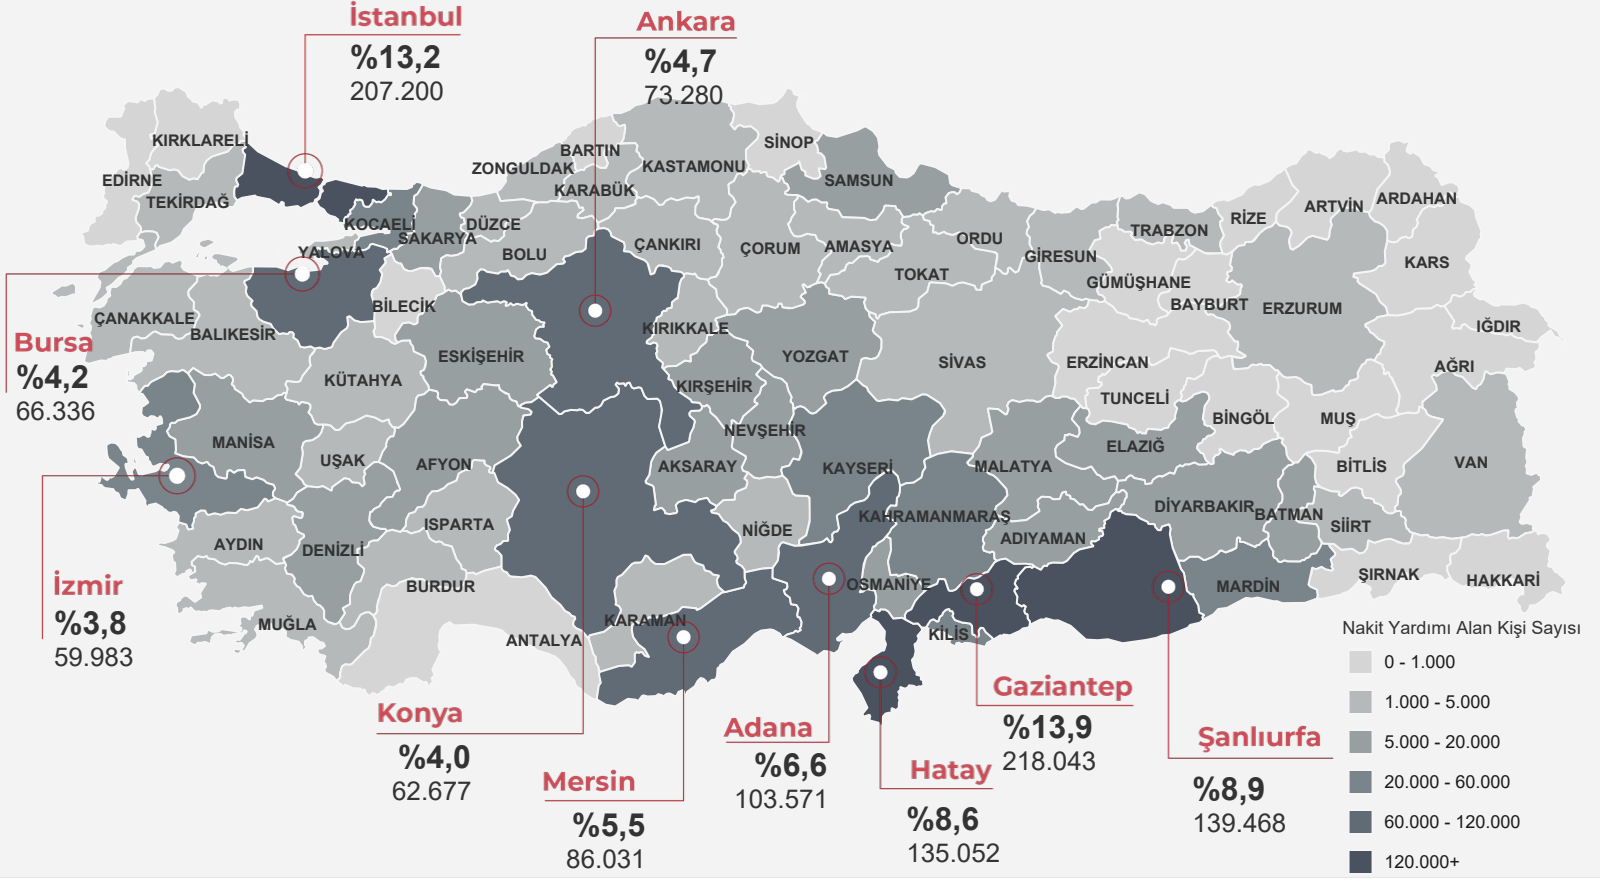 İstanbul
%13,2
207.200
Ankara
%4,7
73.280
KIRKLARELİ
EDİRNE
TEKİRDAĞ
KOCAELİ
YALOVA
SAKARYA
DÜZCE
BOLU
ZONGULDAK
BARTIN
KARABÜK
KASTAMONU
SİNOP
SAMSUN
ÇANKIRI
ÇORUM
AMASYA
TOKAT
ORDU
GİRESUN
TRABZON
GÜMÜŞHANE
BAYBURT
RİZE
ARTVİN
ARDAHAN
KARS
IĞDIR
AĞRI
ERZURUM
ERZİNCAN
TUNCELİ
BİNGÖL
MUŞ
BİTLİS
VAN
ÇANAKKALE
BALIKESİR
BİLECİK
ESKİŞEHİR
KÜTAHYA
KIRIKKALE
KIRŞEHİR
YOZGAT
SİVAS
NEVŞEHİR
AKSARAY
KAYSERİ
NİĞDE
MALATYA
ELAZIĞ
DİYARBAKIR
BATMAN
SİİRT
ŞIRNAK
HAKKARİ
MARDİN
ADIYAMAN
KAHRAMANMARAŞ
OSMANİYE
KİLİS
MANİSA
UŞAK
AFYON
AYDIN
DENİZLİ
ISPARTA
BURDUR
MUĞLA
ANTALYA
KARAMAN
Bursa
%4,2
66.336
İzmir
%3,8
59.983
Konya
%4,0
62.677
Mersin
%5,5
86.031
Adana
%6,6
103.571
Hatay
%8,6
135.052
Gaziantep
%13,9
218.043
Şanlıurfa
%8,9
139.468
Nakit Yardımı Alan Kişi Sayısı
0 - 1.000
1.000 - 5.000
5.000 - 20.000
20.000 - 60.000
60.000 - 120.000
120.000+